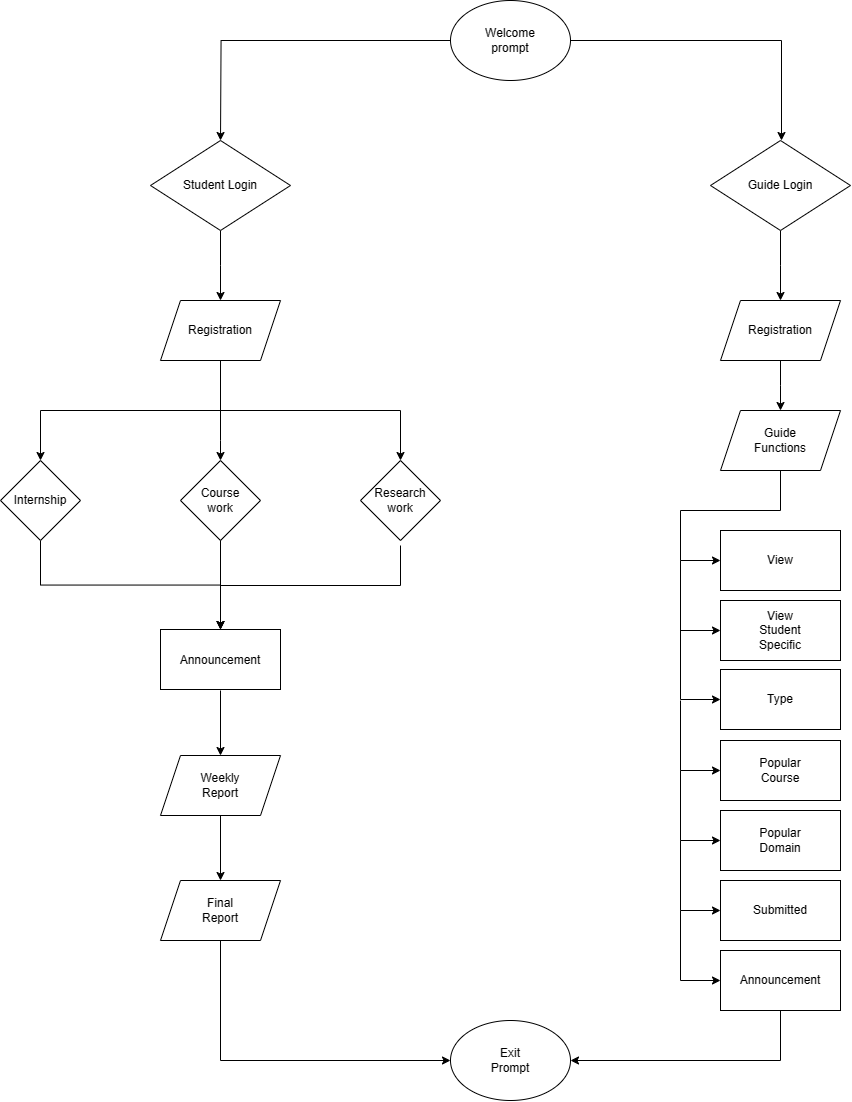 Welcome
prompt
Student Login
Guide Login
Registration
Registration
Guide
Functions
Internship
Course
work
Research
work
View
View
Student
Specific
Announcement
Type
Weekly
Report
Popular
Course
Popular
Domain
Final
Report
Submitted
Announcement
Exit
Prompt